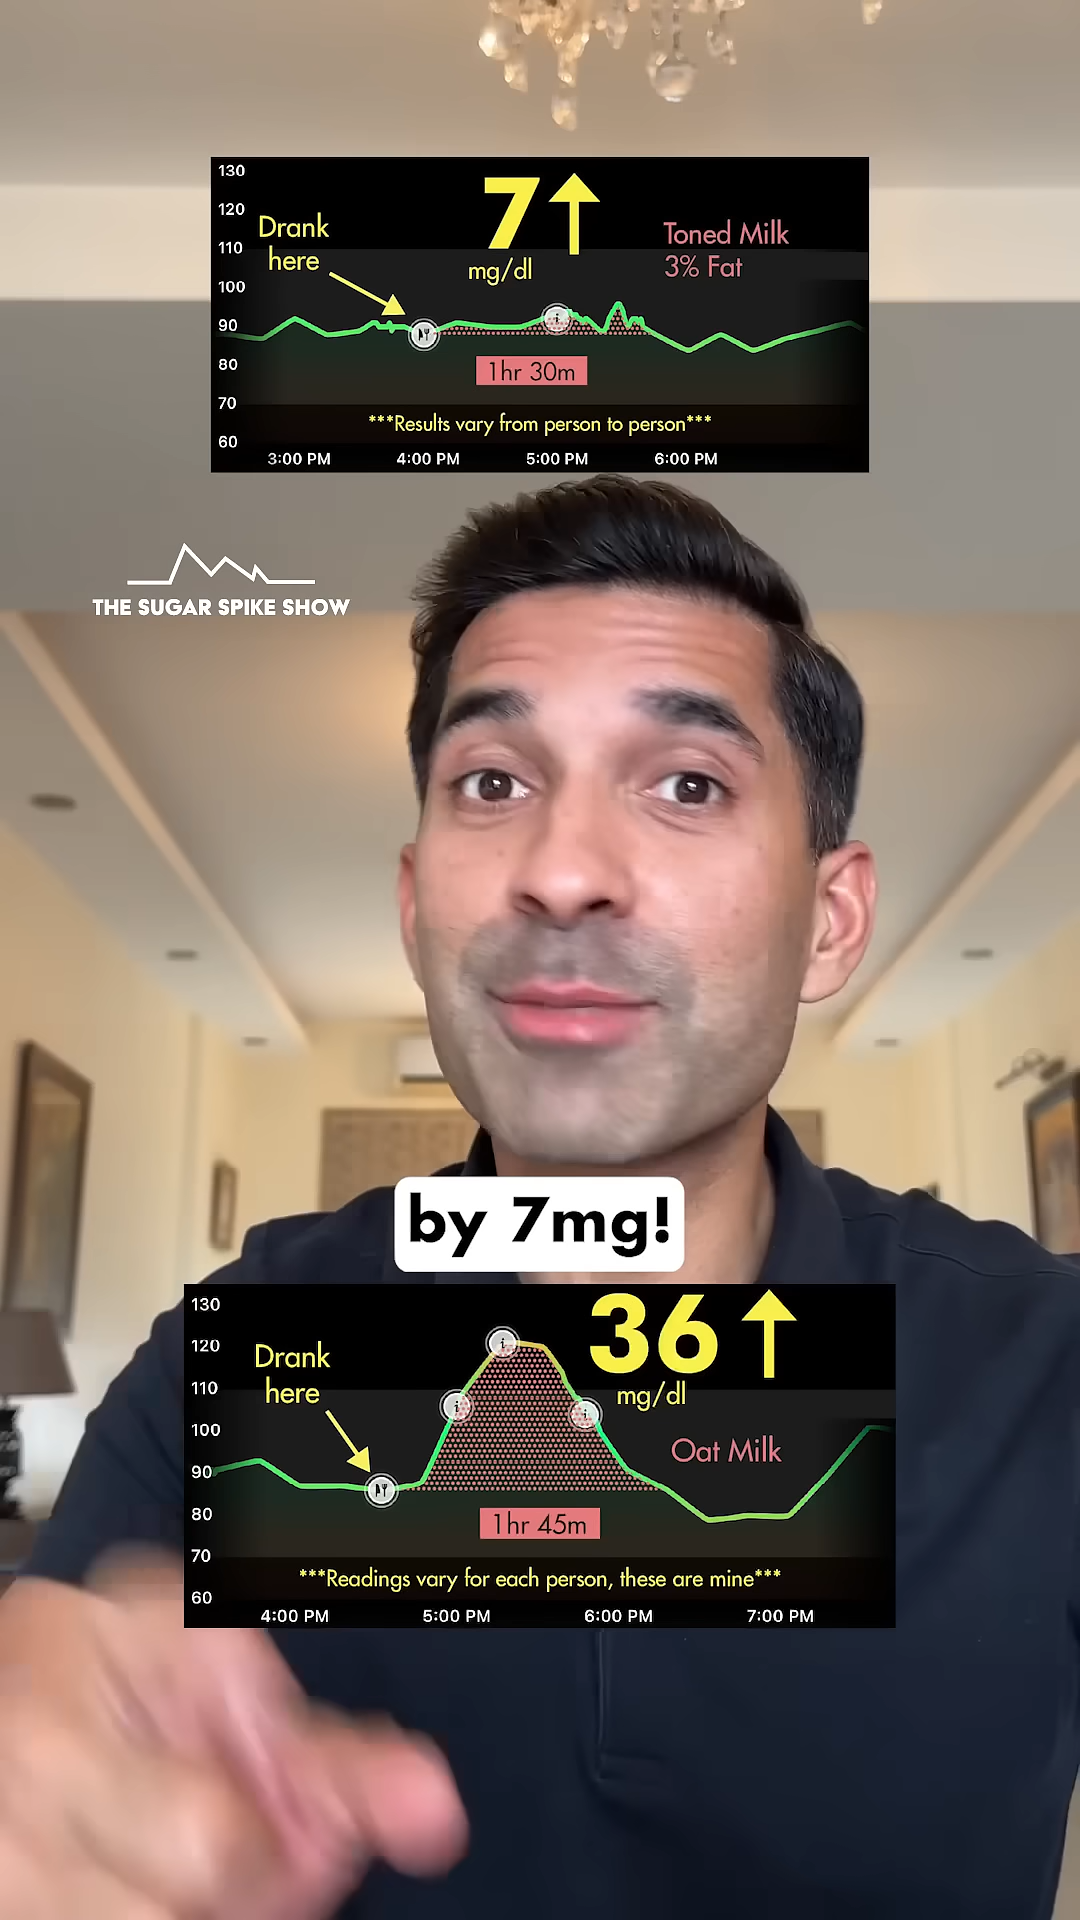 130
120
110
100
90
80
70
60
Drank
here
7
mg/dl
Toned Milk
3% Fat
1hr 30m
***Results vary from person to person***
3:00 PM 4:00 PM 5:00 PM 6:00 PM
THE SUGAR SPIKE SHOW
by 7mg!
130
120
110
100
90
80
70
60
Drank
here
36
mg/dl
Oat Milk
1hr 45m
***Readings vary for each person, these are mine***
4:00 PM 5:00 PM 6:00 PM 7:00 PM